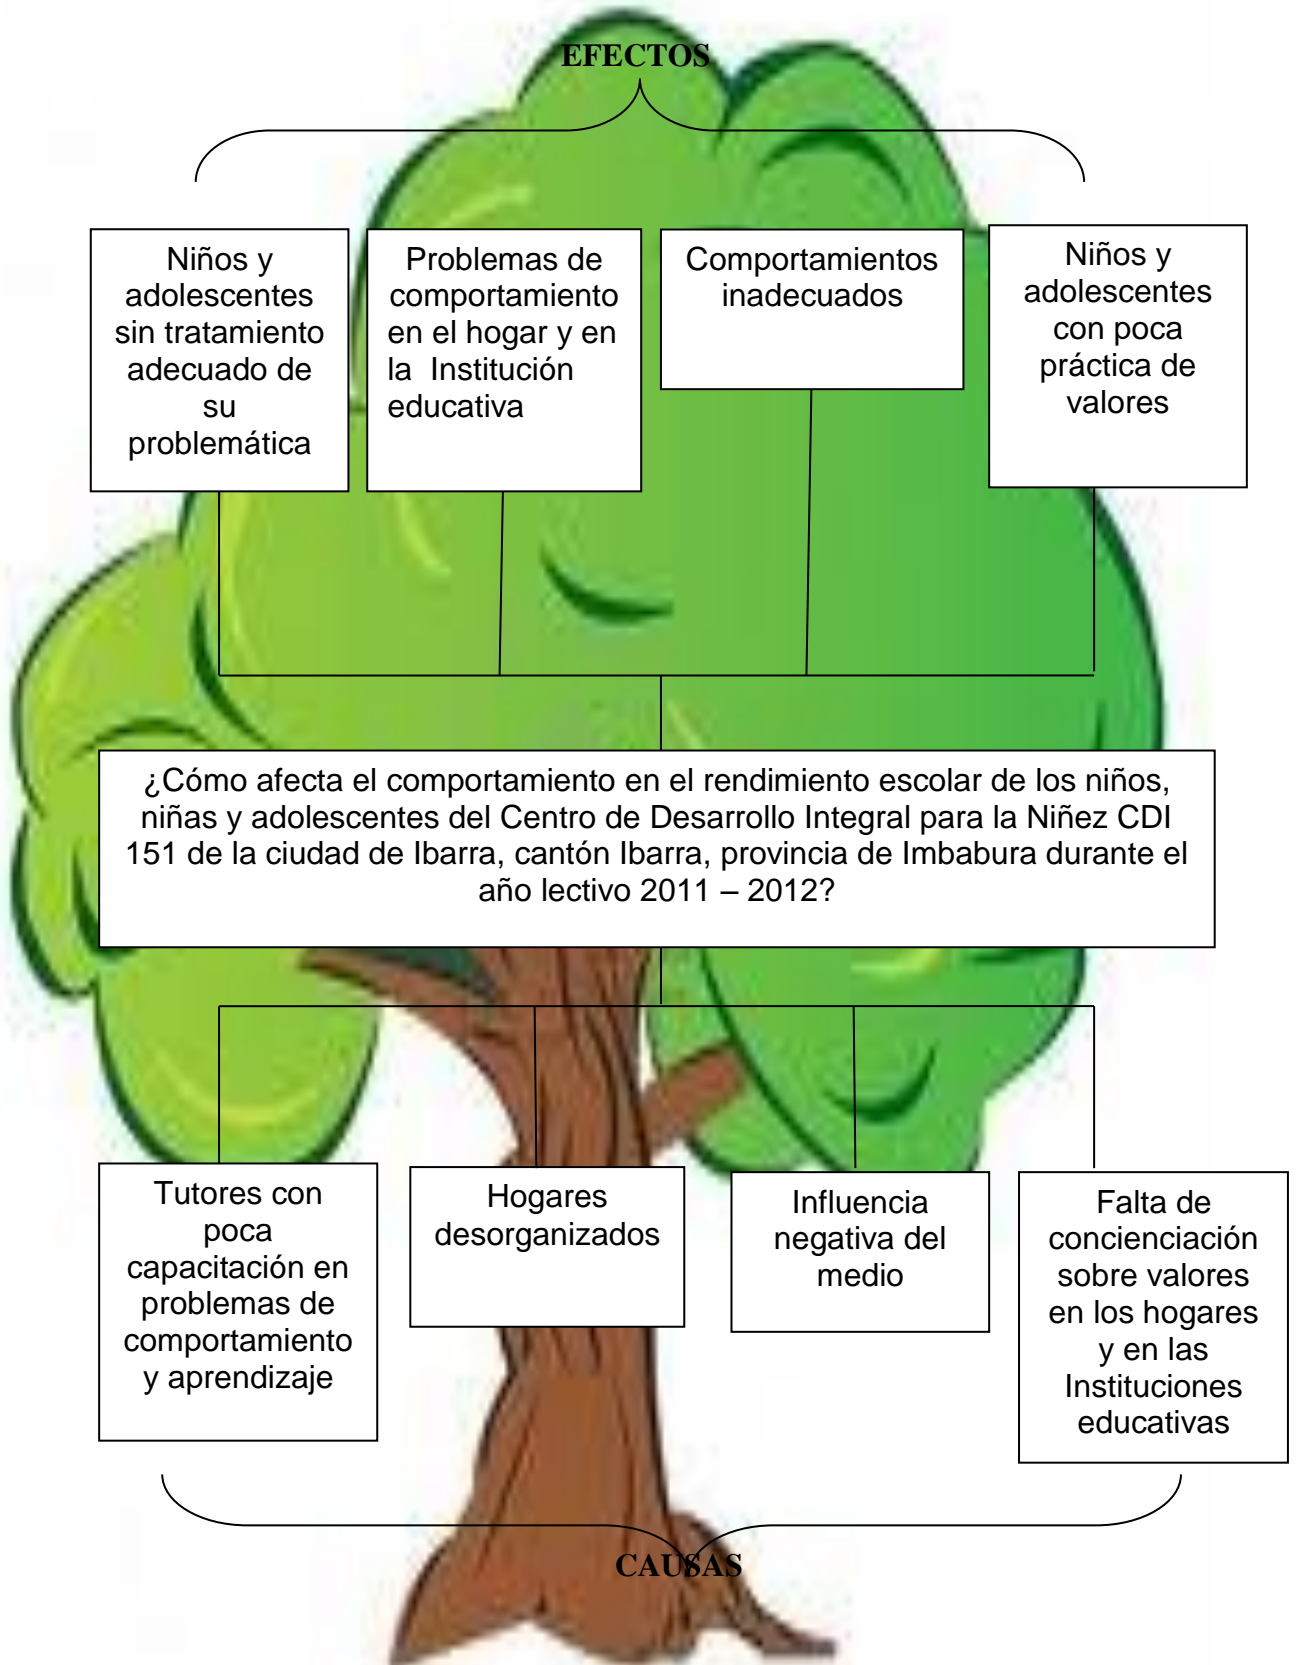 EFECTOS
Niños y
adolescentes
sin tratamiento
adecuado de
su
problemática
Problemas de
comportamiento
en el hogar y en
la Institución
educativa
Comportamientos
inadecuados
Niños y
adolescentes
con poca
práctica de
valores
¿Cómo afecta el comportamiento en el rendimiento escolar de los niños,
niñas y adolescentes del Centro de Desarrollo Integral para la Niñez CDI
151 de la ciudad de Ibarra, cantón Ibarra, provincia de Imbabura durante el
año lectivo 2011 – 2012?
Tutores con
poca
capacitación en
problemas de
comportamiento
y aprendizaje
Hogares
desorganizados
Influencia
negativa del
medio
Falta de
concienciación
sobre valores
en los hogares
y en las
Instituciones
educativas
CAUSAS